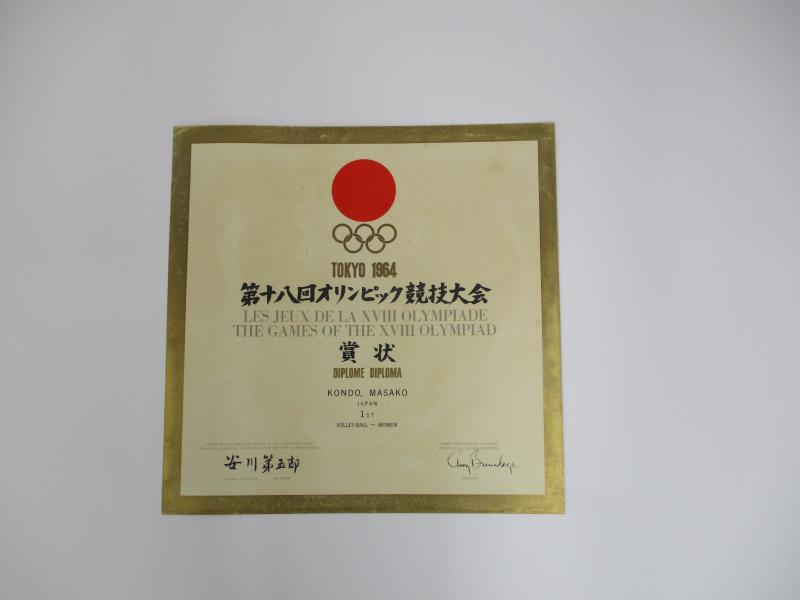 TOKYO 1964
第十八回オリンピック競技大会
LES JEUX DE LA XVIII OLYMPIADE
THE GAMES OF THE XVIII OLYMPIAD
賞状
DIPLOME DIPLOMA
KONDO, MASAKO
JAPAN
1ST
VOLLEYBALL - WOMEN
安川第五郎
Avery Brundage